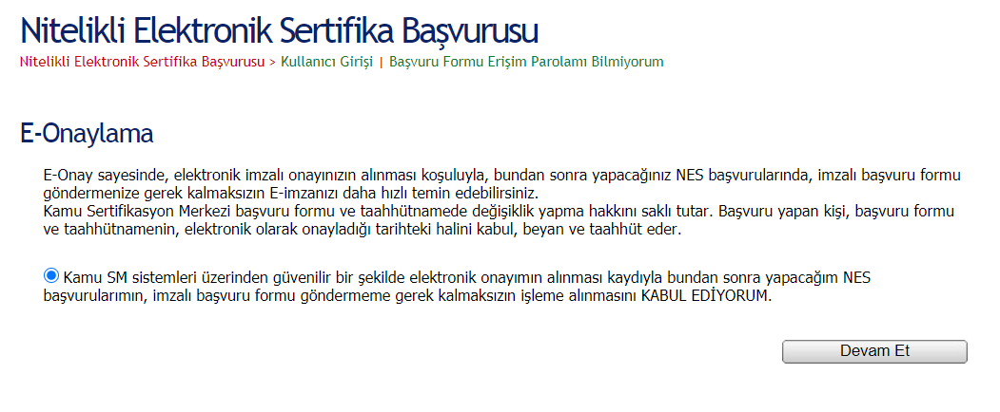 Nitelikli Elektronik Sertifika Başvurusu
Nitelikli Elektronik Sertifika Başvurusu > Kullanıcı Girişi | Başvuru Formu Erişim Parolamı Bilmiyorum
E-Onaylama
E-Onay sayesinde, elektronik imzalı onayınızın alınması koşuluyla, bundan sonra yapacağınız NES başvurularında, imzalı başvuru formu
göndermenize gerek kalmaksızın E-imzanızı daha hızlı temin edebilirsiniz.
Kamu Sertifikasyon Merkezi başvuru formu ve taahhütnamede değişiklik yapma hakkını saklı tutar. Başvuru yapan kişi, başvuru formu
ve taahhütnamenin, elektronik olarak onayladığı tarihteki halini kabul, beyan ve taahhüt eder.
Kamu SM sistemleri üzerinden güvenilir bir şekilde elektronik onayımın alınması kaydıyla bundan sonra yapacağım NES
başvurularımın, imzalı başvuru formu göndermeme gerek kalmaksızın işleme alınmasını KABUL EDİYORUM.
Devam Et